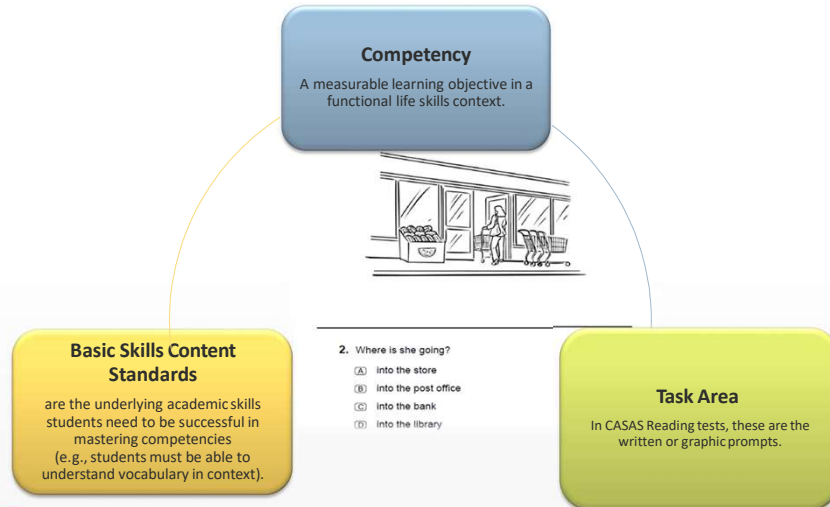 Competency
A measurable learning objective in a
functional life skills context.
Basic Skills Content
Standards
are the underlying academic skills
students need to be successful in
mastering competencies
(e.g., students must be able to
understand vocabulary in context).
2. Where is she going?
A into the store
B into the post office
C into the bank
D into the library
Task Area
In CASAS Reading tests, these are the
written or graphic prompts.